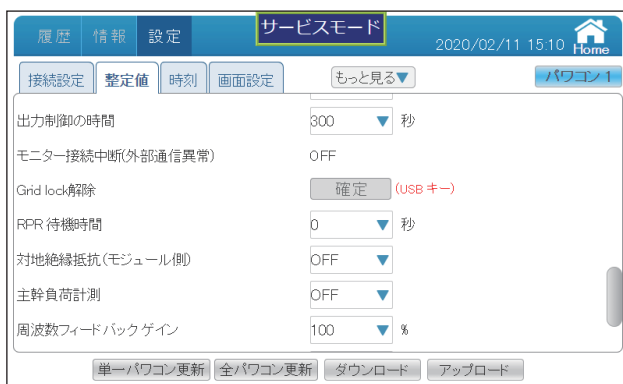 サービスモード
履歴 情報 設定 2020/02/11 15:10 Home
接続設定 整定値 時刻 画面設定 もっと見る▼ パワコン 1
出力制御の時間 300 ▼ 秒
モニター接続中断(外部通信異常) OFF
Grid lock解除 確定 (USB キー)
RPR 待機時間 0 ▼ 秒
対地絶縁抵抗(モジュール側) OFF ▼
主幹負荷計測 OFF ▼
周波数フィードバックゲイン 100 ▼ %
単一パワコン更新 全パワコン更新 ダウンロード アップロード